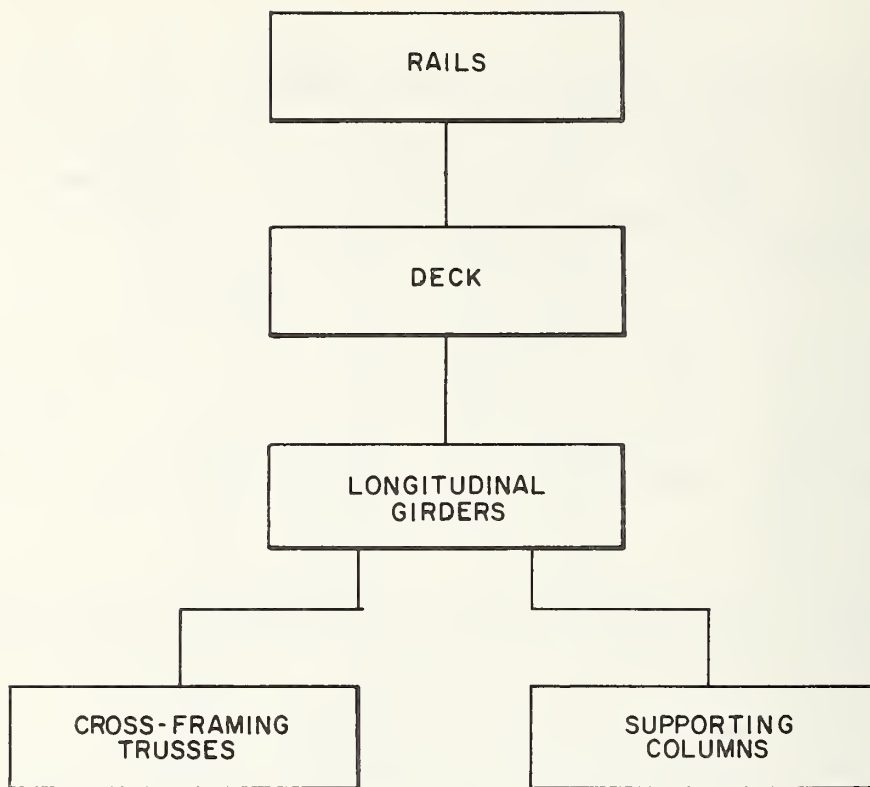 RAILS
DECK
LONGITUDINAL
GIRDERS
CROSS-FRAMING
TRUSSES
SUPPORTING
COLUMNS